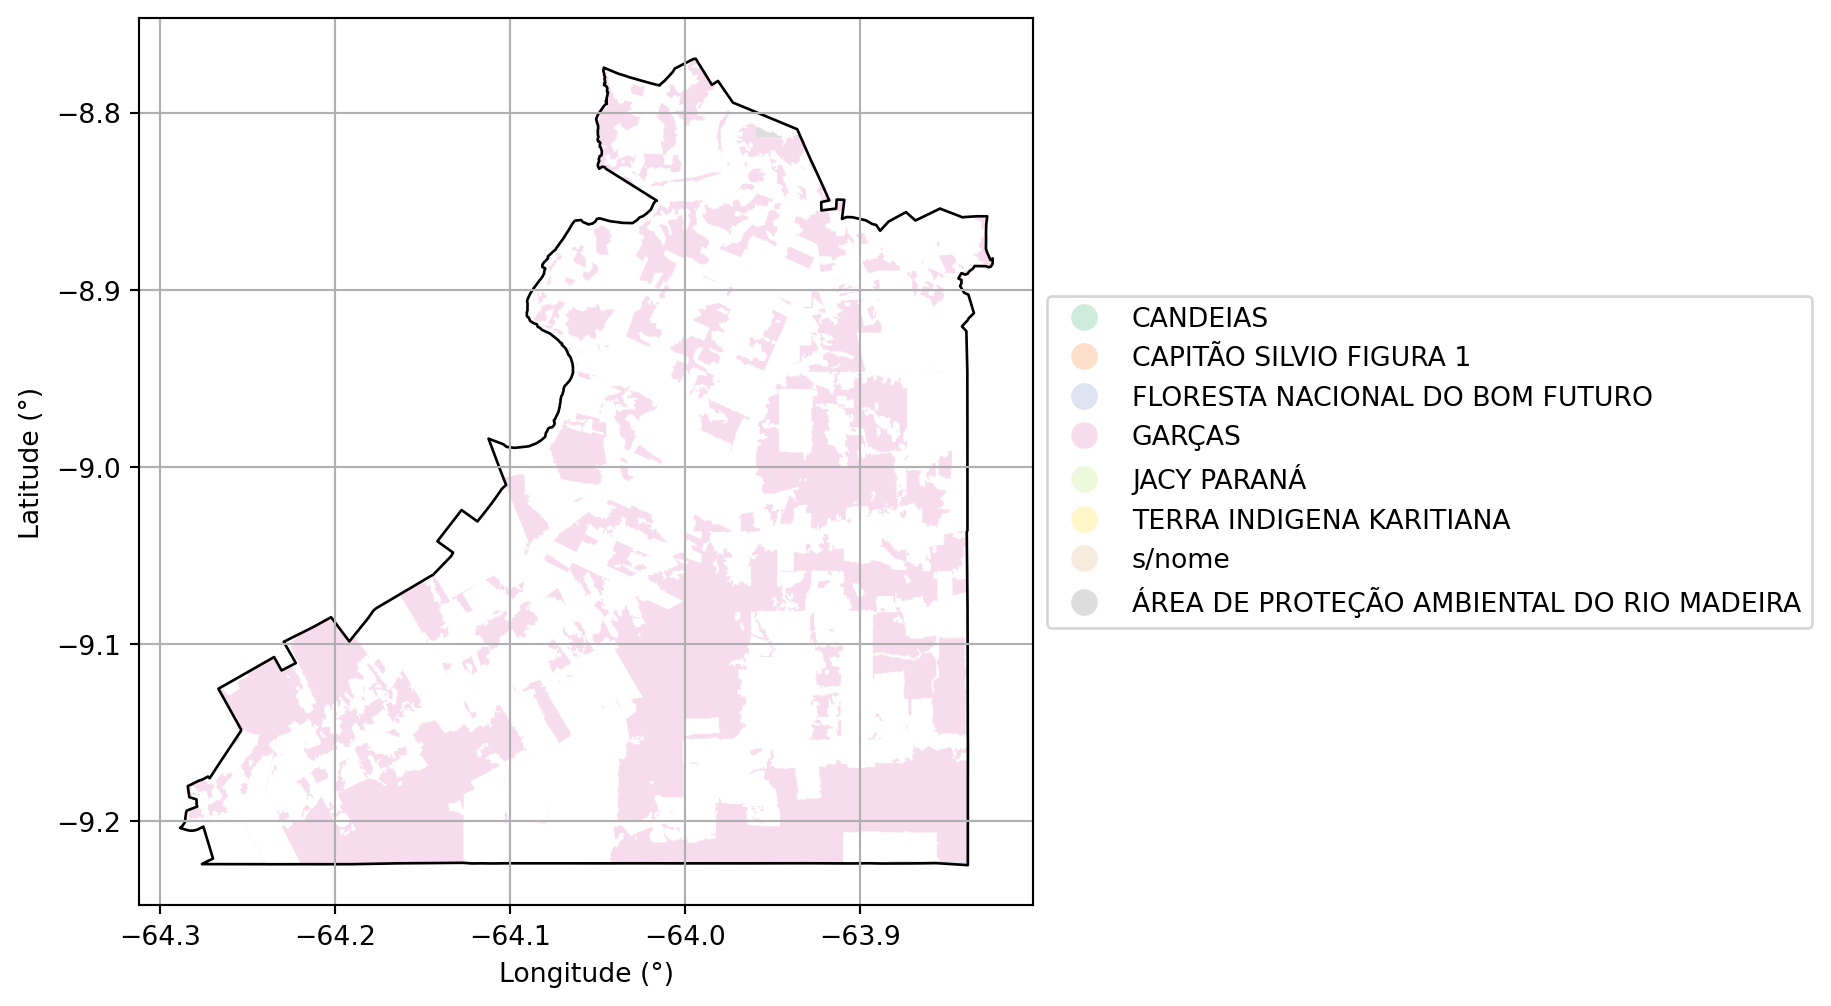 −8.8
−8.9
−9.0
−9.1
−9.2
Latitude (°)
−64.3
−64.2
−64.1
−64.0
−63.9
Longitude (°)
CANDEIAS
CAPITÃO SILVIO FIGURA 1
FLORESTA NACIONAL DO BOM FUTURO
GARÇAS
JACY PARANÁ
TERRA INDIGENA KARITIANA
s/nome
ÁREA DE PROTEÇÃO AMBIENTAL DO RIO MADEIRA